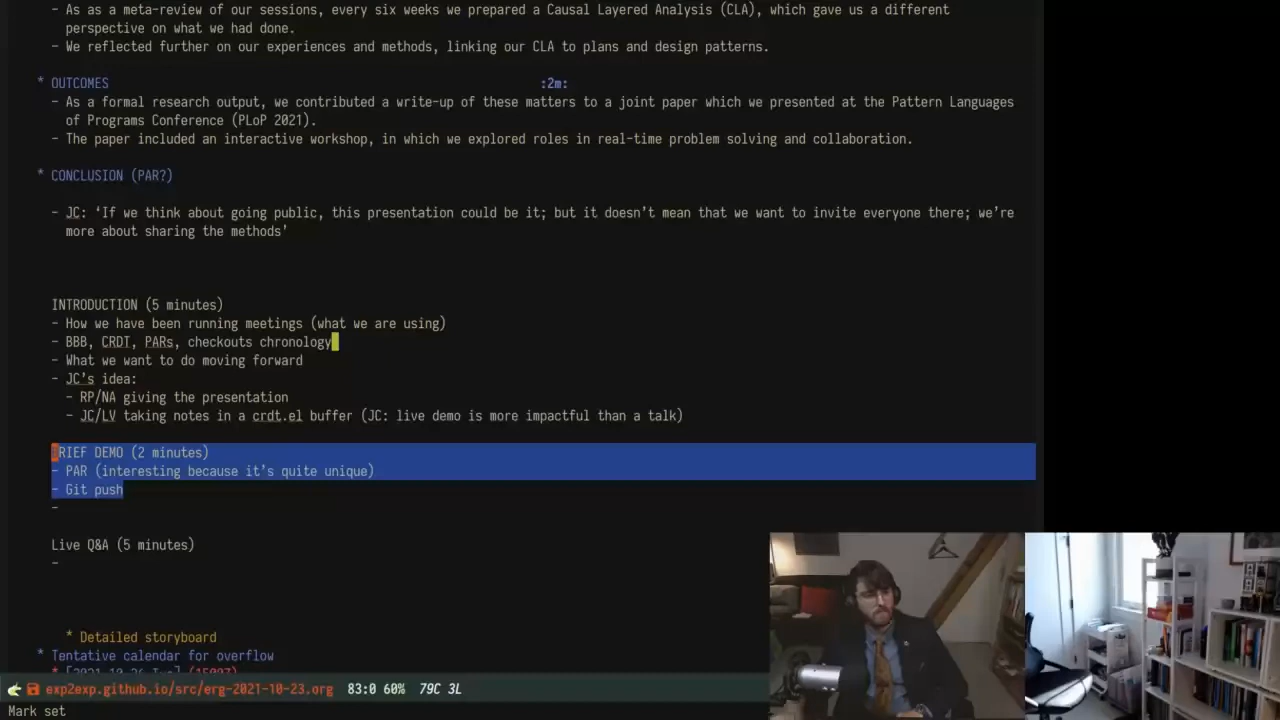 - As as a meta-review of our sessions, every six weeks we prepared a Causal Layered Analysis (CLA), which gave us a different
perspective on what we had done.
- We reflected further on our experiences and methods, linking our CLA to plans and design patterns.
* OUTCOMES :2m:
- As a formal research output, we contributed a write-up of these matters to a joint paper which we presented at the Pattern Languages
of Programs Conference (PLoP 2021).
- The paper included an interactive workshop, in which we explored roles in real-time problem solving and collaboration.
* CONCLUSION (PAR?)
- JC: ‘If we think about going public, this presentation could be it; but it doesn’t mean that we want to invite everyone there; we’re
more about sharing the methods’
INTRODUCTION (5 minutes)
- How we have been running meetings (what we are using)
- BBB, CRDT, PARs, checkouts chronology
- What we want to do moving forward
- JC’s idea:
- RP/NA giving the presentation
- JC/LV taking notes in a crdt.el buffer (JC: live demo is more impactful than a talk)
BRIEF DEMO (2 minutes)
- PAR (interesting because it’s quite unique)
- Git push
-
Live Q&A (5 minutes)
-
* Detailed storyboard
* Tentative calendar for overflow
exp2exp.github.io/src/erg-2021-10-23.org 83:0 60% 79C 3L
Mark set